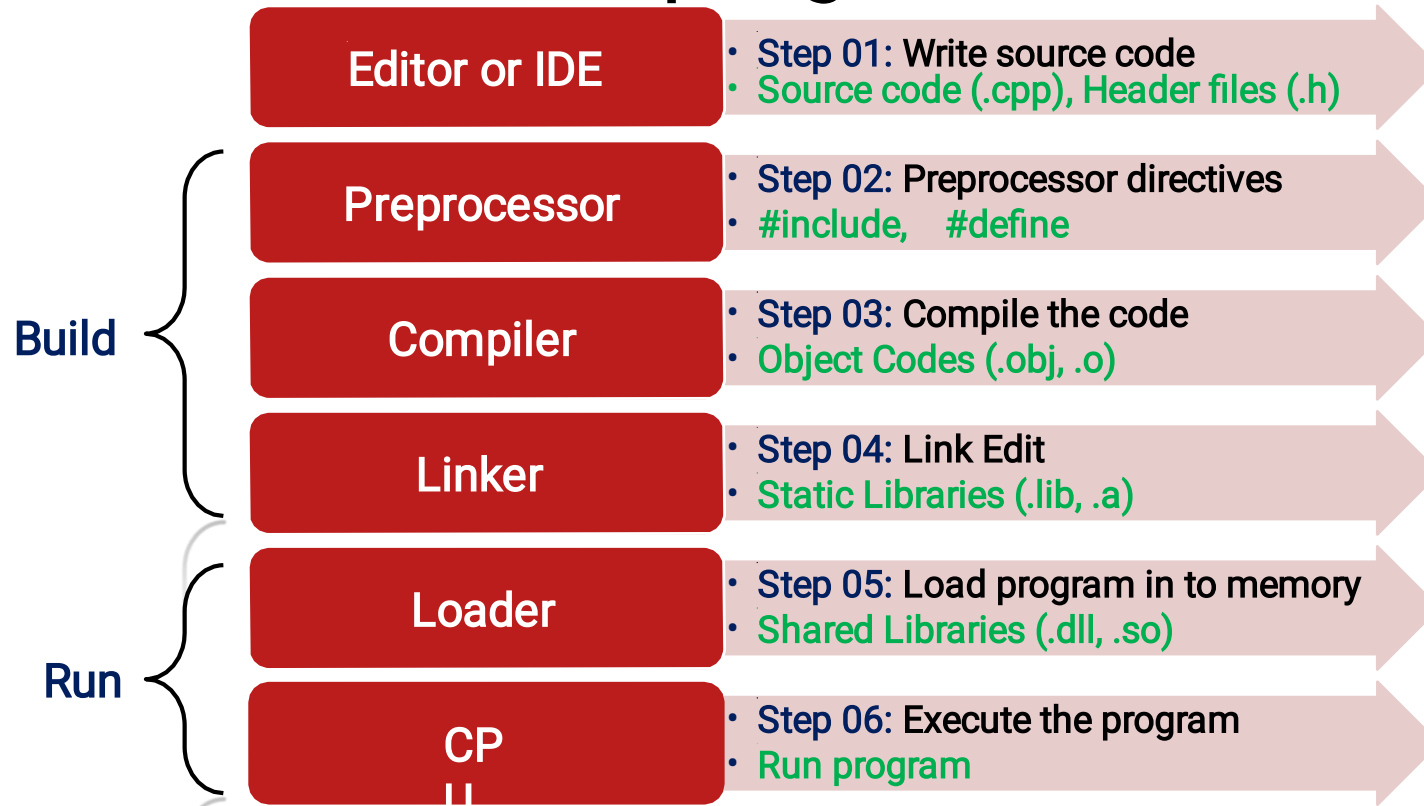 Editor or IDE
• Step 01: Write source code
• Source code (.cpp), Header files (.h)
Preprocessor
• Step 02: Preprocessor directives
• #include, #define
Build
Compiler
• Step 03: Compile the code
• Object Codes (.obj, .o)
Linker
• Step 04: Link Edit
• Static Libraries (.lib, .a)
Loader
• Step 05: Load program in to memory
• Shared Libraries (.dll, .so)
Run
CP
U
• Step 06: Execute the program
• Run program